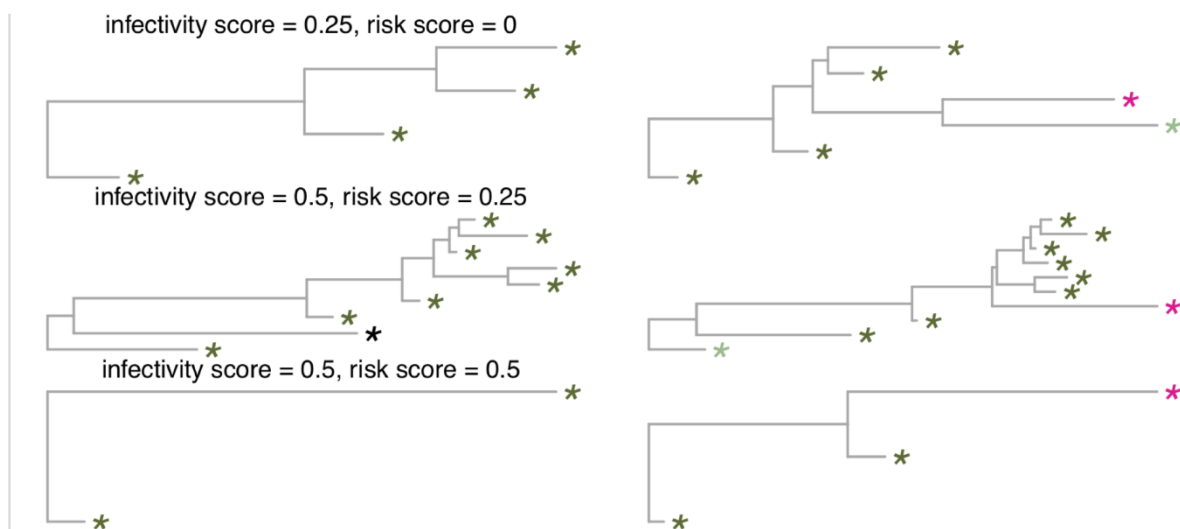 infectivity score = 0.25, risk score = 0
infectivity score = 0.5, risk score = 0.25
infectivity score = 0.5, risk score = 0.5